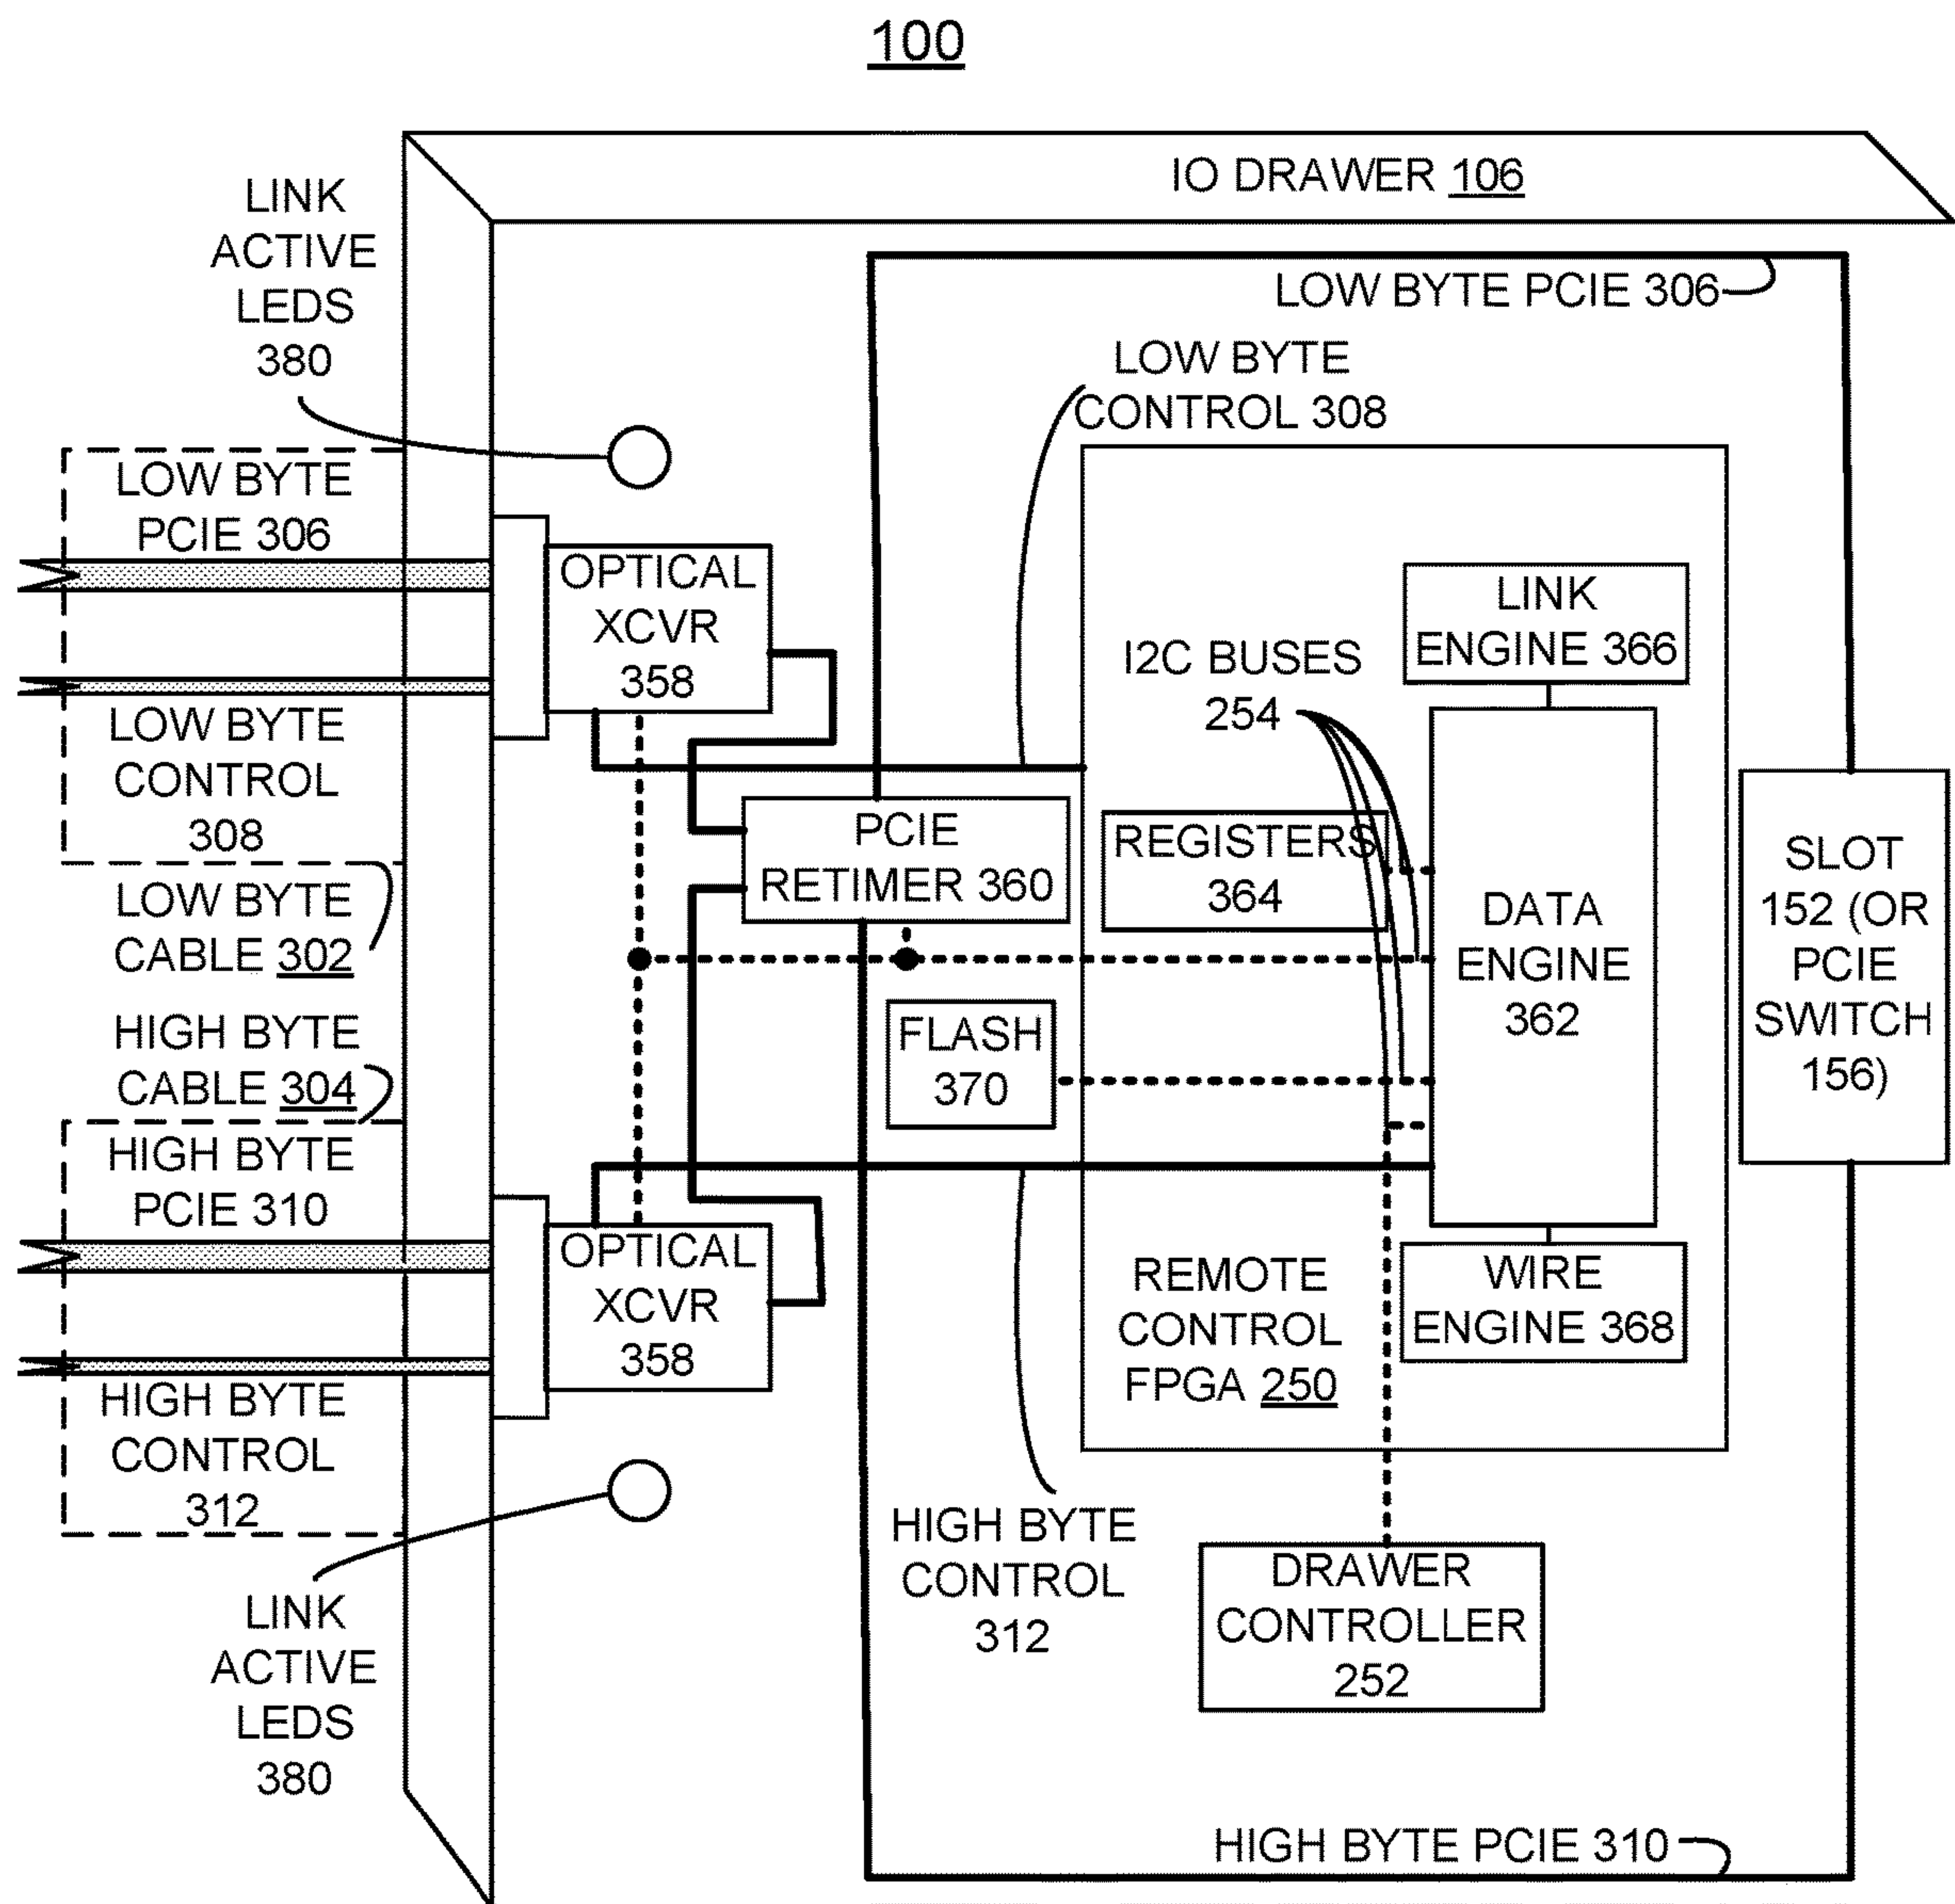 100
IO DRAWER 106
LINK
ACTIVE
LEDS
380
LOW BYTE PCIE 306
LOW BYTE
CONTROL 308
LOW BYTE
PCIE 306
OPTICAL
XCVR
358
LINK
ENGINE 366
I2C BUSES
254
LOW BYTE
CONTROL
308
PCIE
RETIMER 360
REGISTERS
364
DATA
ENGINE
362
SLOT
152 (OR
PCIE
SWITCH
156)
LOW BYTE
CABLE 302
HIGH BYTE
CABLE 304
FLASH
370
HIGH BYTE
PCIE 310
OPTICAL
XCVR
358
REMOTE
CONTROL
FPGA 250
WIRE
ENGINE 368
HIGH BYTE
CONTROL
312
HIGH BYTE
CONTROL
312
DRAWER
CONTROLLER
252
LINK
ACTIVE
LEDS
380
HIGH BYTE PCIE 310